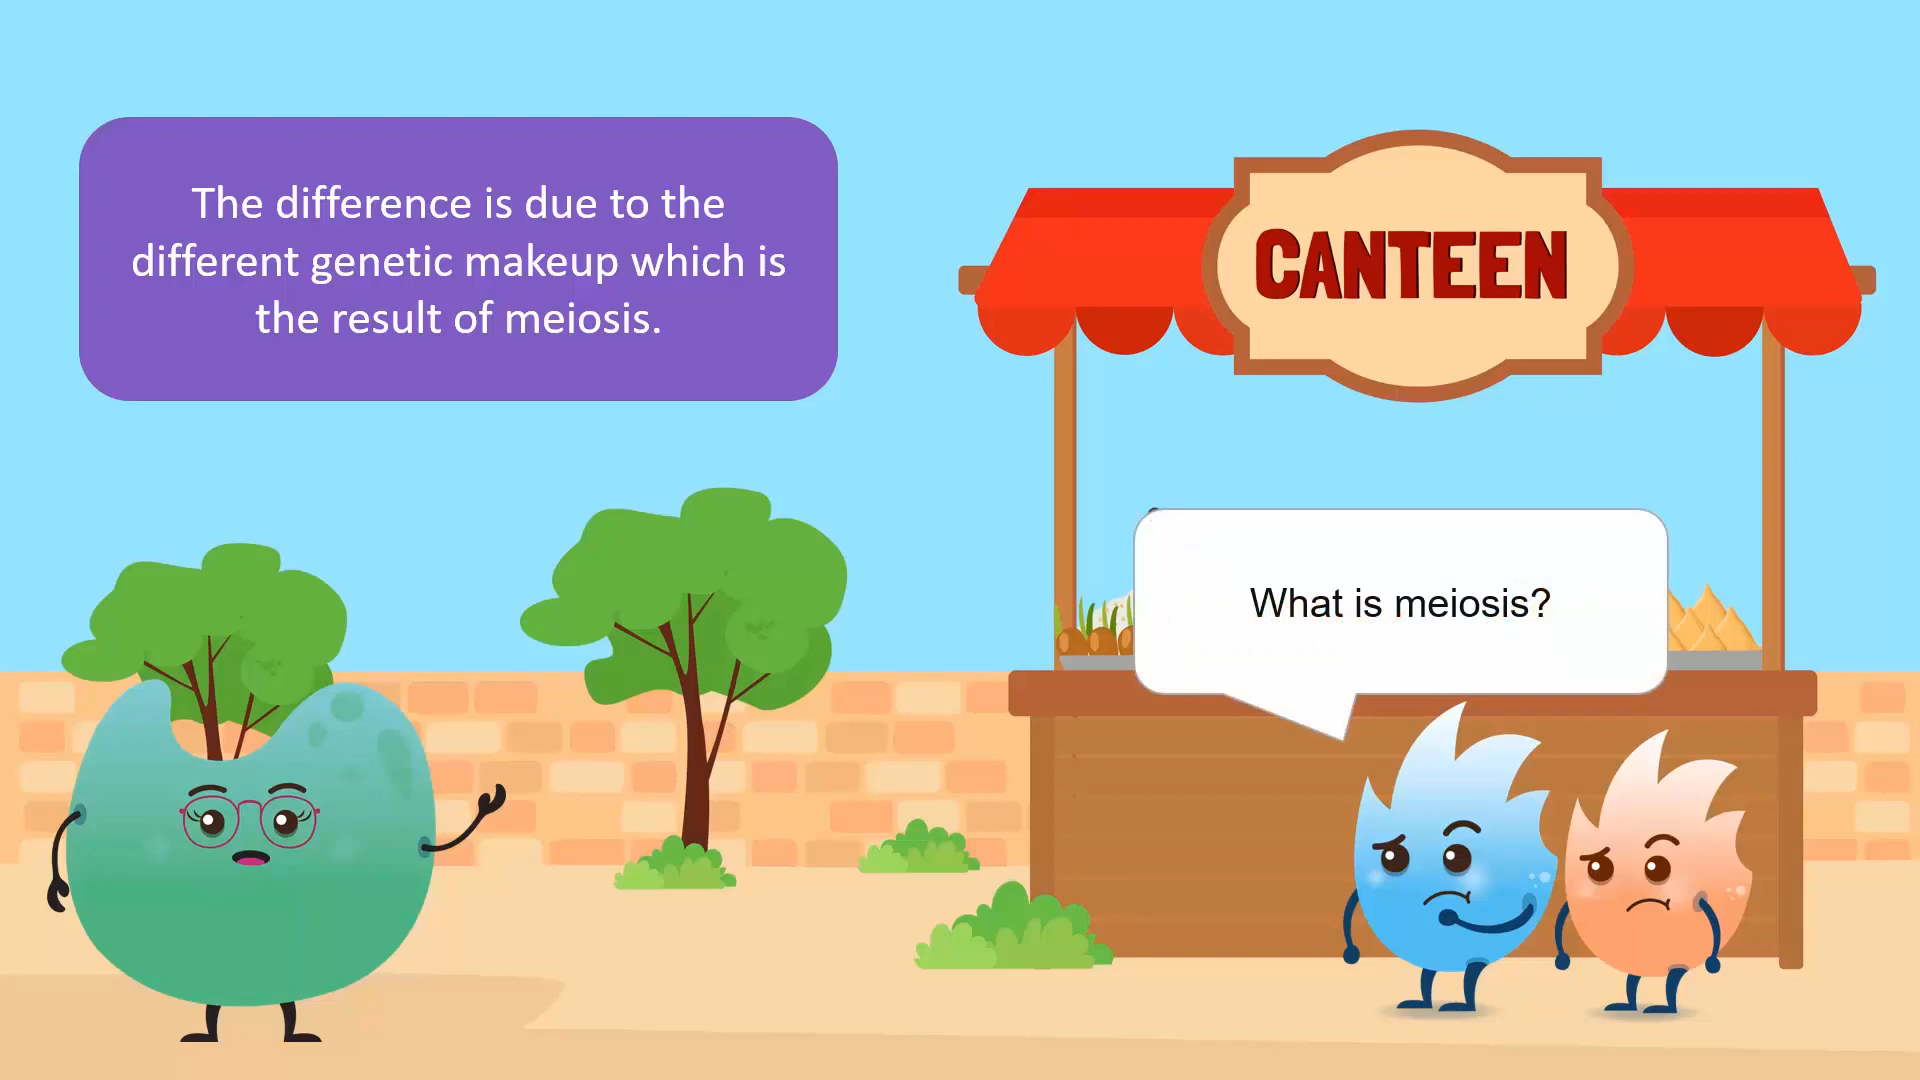 The difference is due to the
different genetic makeup which is
the result of meiosis.
CANTEEN
What is meiosis?